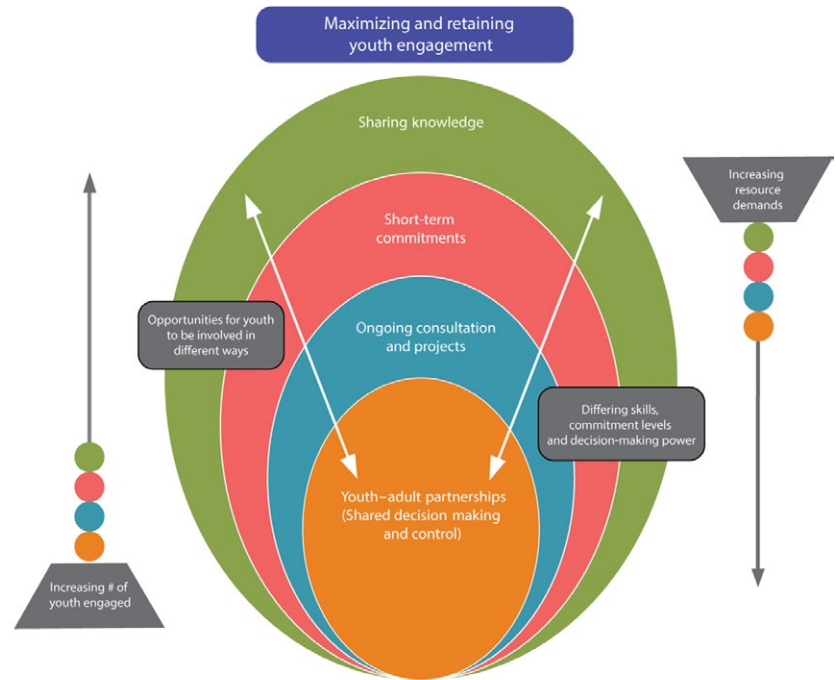 Maximizing and retaining
youth engagement
Sharing knowledge
Increasing
resource
demands
Short-term
commitments
Opportunities for youth
to be involved in
different ways
Ongoing consultation
and projects
Differing skills,
commitment levels
and decision-making power
Youth–adult partnerships
(Shared decision making
and control)
Increasing # of
youth engaged